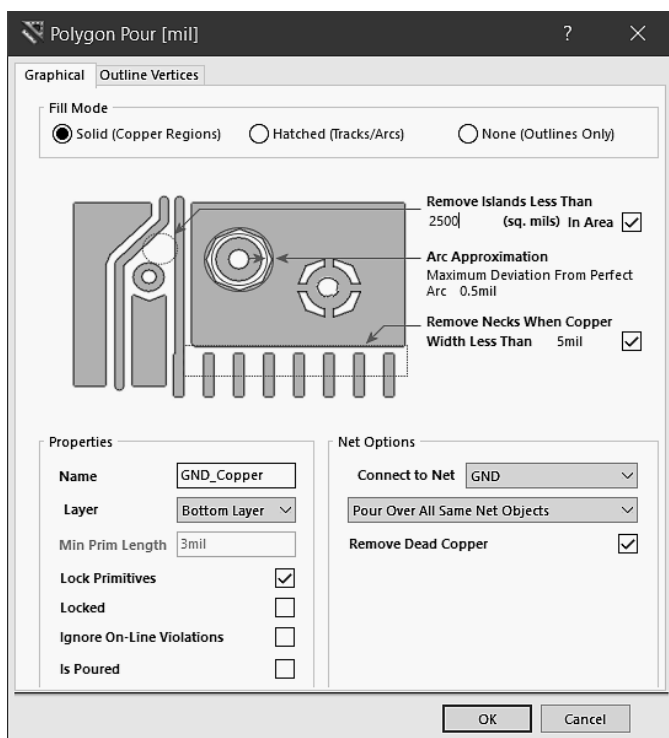 Polygon Pour [mil]
?
Graphical
Outline Vertices
Fill Mode
Solid (Copper Regions)
Hatched (Tracks/Arcs)
None (Outlines Only)
Remove Islands Less Than
2500 (sq. mils) In Area
Arc Approximation
Maximum Deviation From Perfect
Arc 0.5mil
Remove Necks When Copper
Width Less Than 5mil
Properties
Name GND_Copper
Layer Bottom Layer
Min Prim Length 3mil
Lock Primitives
Locked
Ignore On-Line Violations
Is Poured
Net Options
Connect to Net GND
Pour Over All Same Net Objects
Remove Dead Copper
OK
Cancel